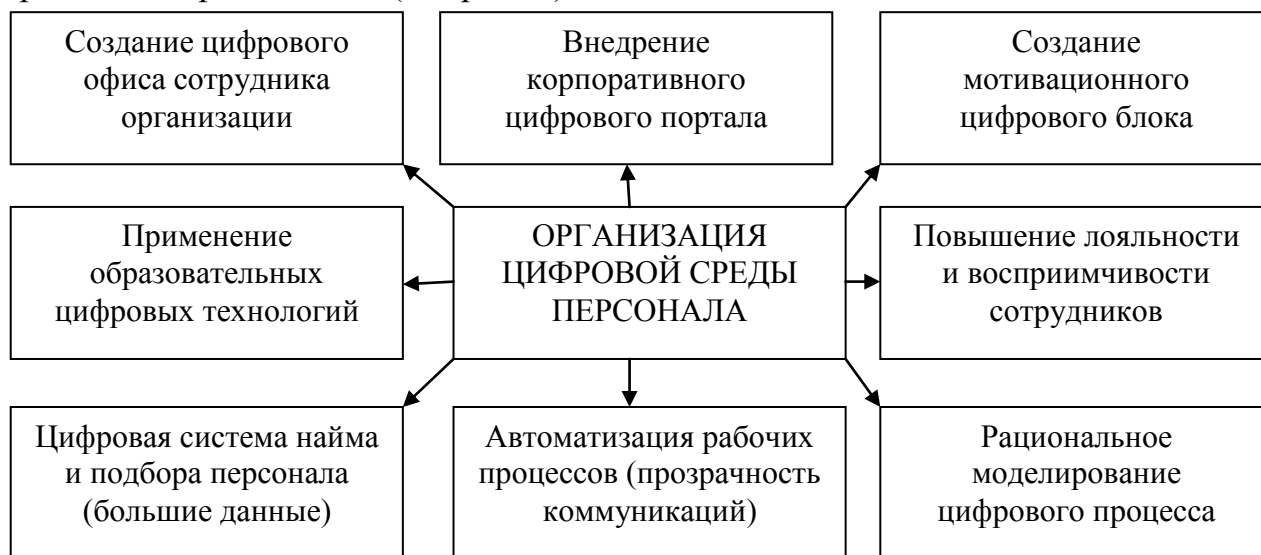 Создание цифрового
офиса сотрудника
организации
Внедрение
корпоративного
цифрового портала
Создание
мотивационного
цифрового блока
Применение
образовательных
цифровых технологий
ОРГАНИЗАЦИЯ
ЦИФРОВОЙ СРЕДЫ
ПЕРСОНАЛА
Повышение лояльности
и восприимчивости
сотрудников
Цифровая система найма
и подбора персонала
(большие данные)
Автоматизация рабочих
процессов (прозрачность
коммуникаций)
Рациональное
моделирование
цифрового процесса